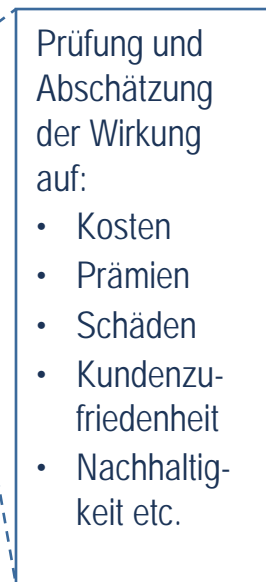 Prüfung und
Abschätzung
der Wirkung
auf:
• Kosten
• Prämien
• Schäden
• Kundenzu-
friedenheit
• Nachhaltig-
keit etc.